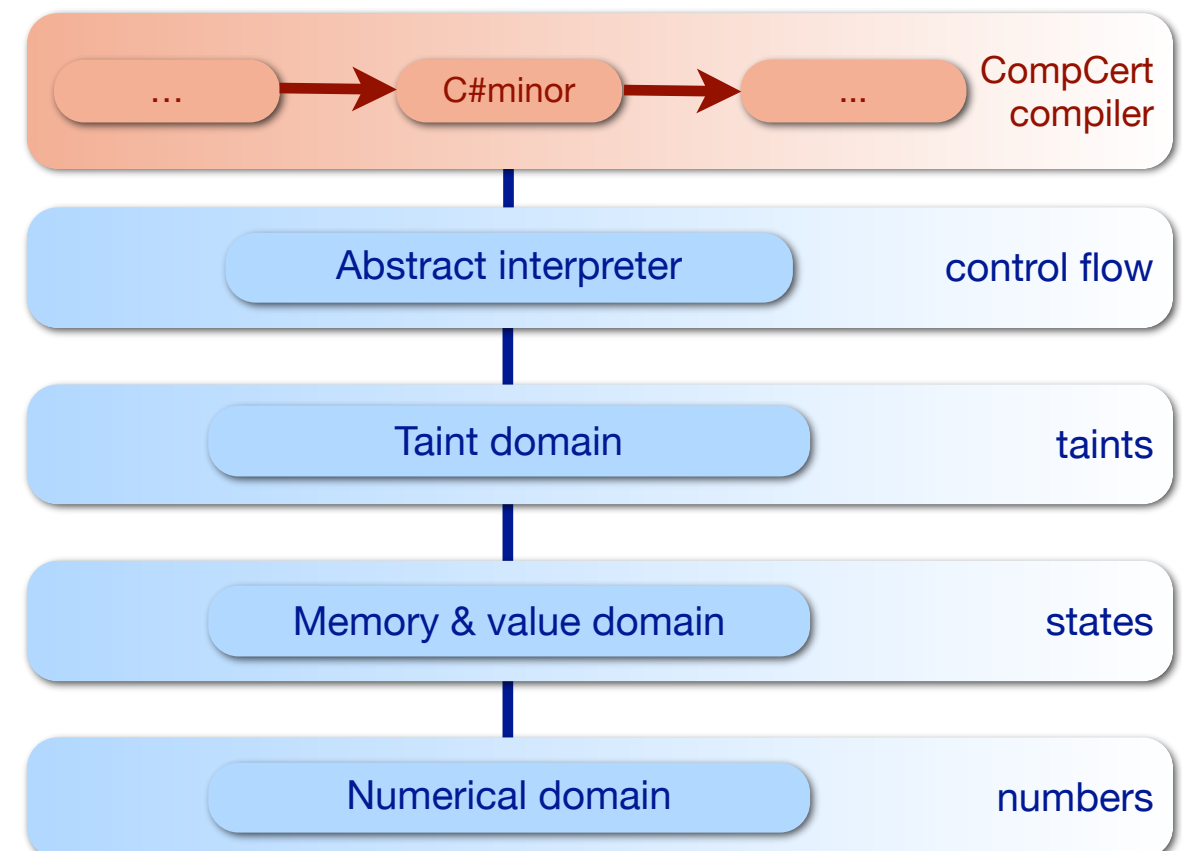 ... C#minor ... CompCert
compiler
Abstract interpreter control flow
Taint domain taints
Memory & value domain states
Numerical domain numbers